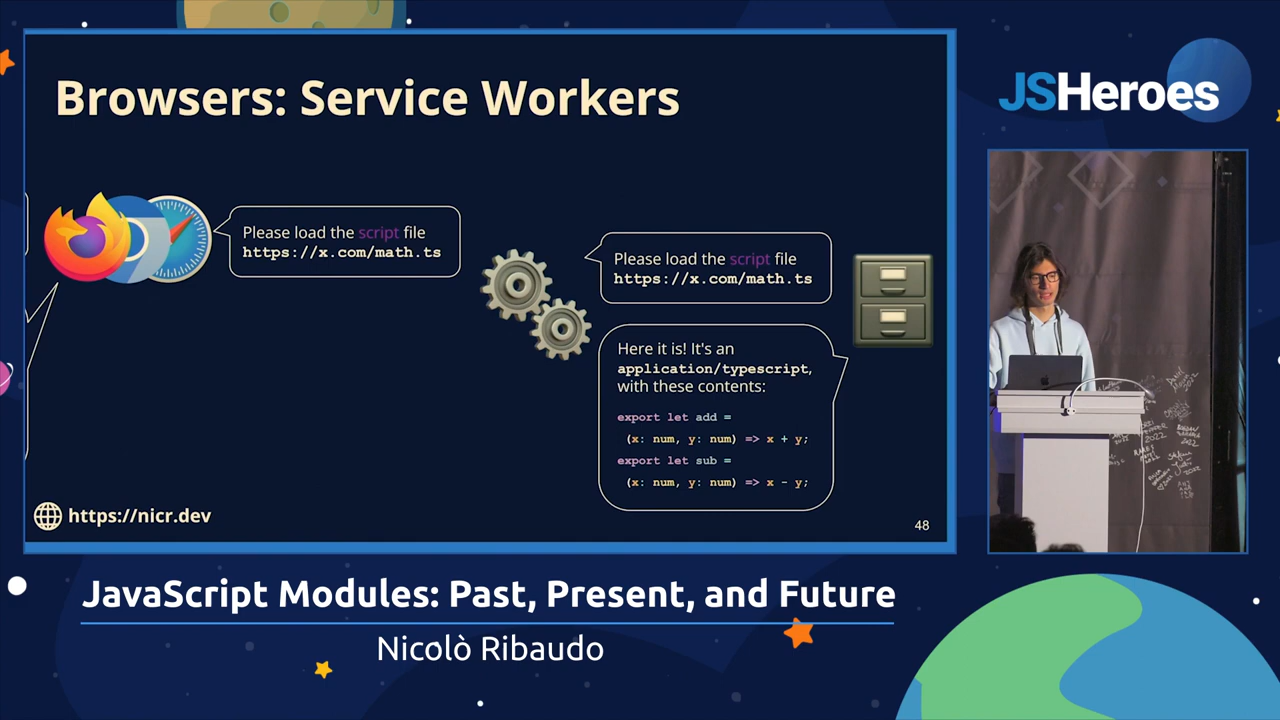 Browsers: Service Workers
Please load the script file
https://x.com/math.ts
Please load the script file
https://x.com/math.ts
Here it is! It's an
application/typescript,
with these contents:
export let add =
(x: num, y: num) => x + y;
export let sub =
(x: num, y: num) => x - y;
https://nicr.dev
48
JSHeroes
JavaScript Modules: Past, Present, and Future
Nicolò Ribaudo